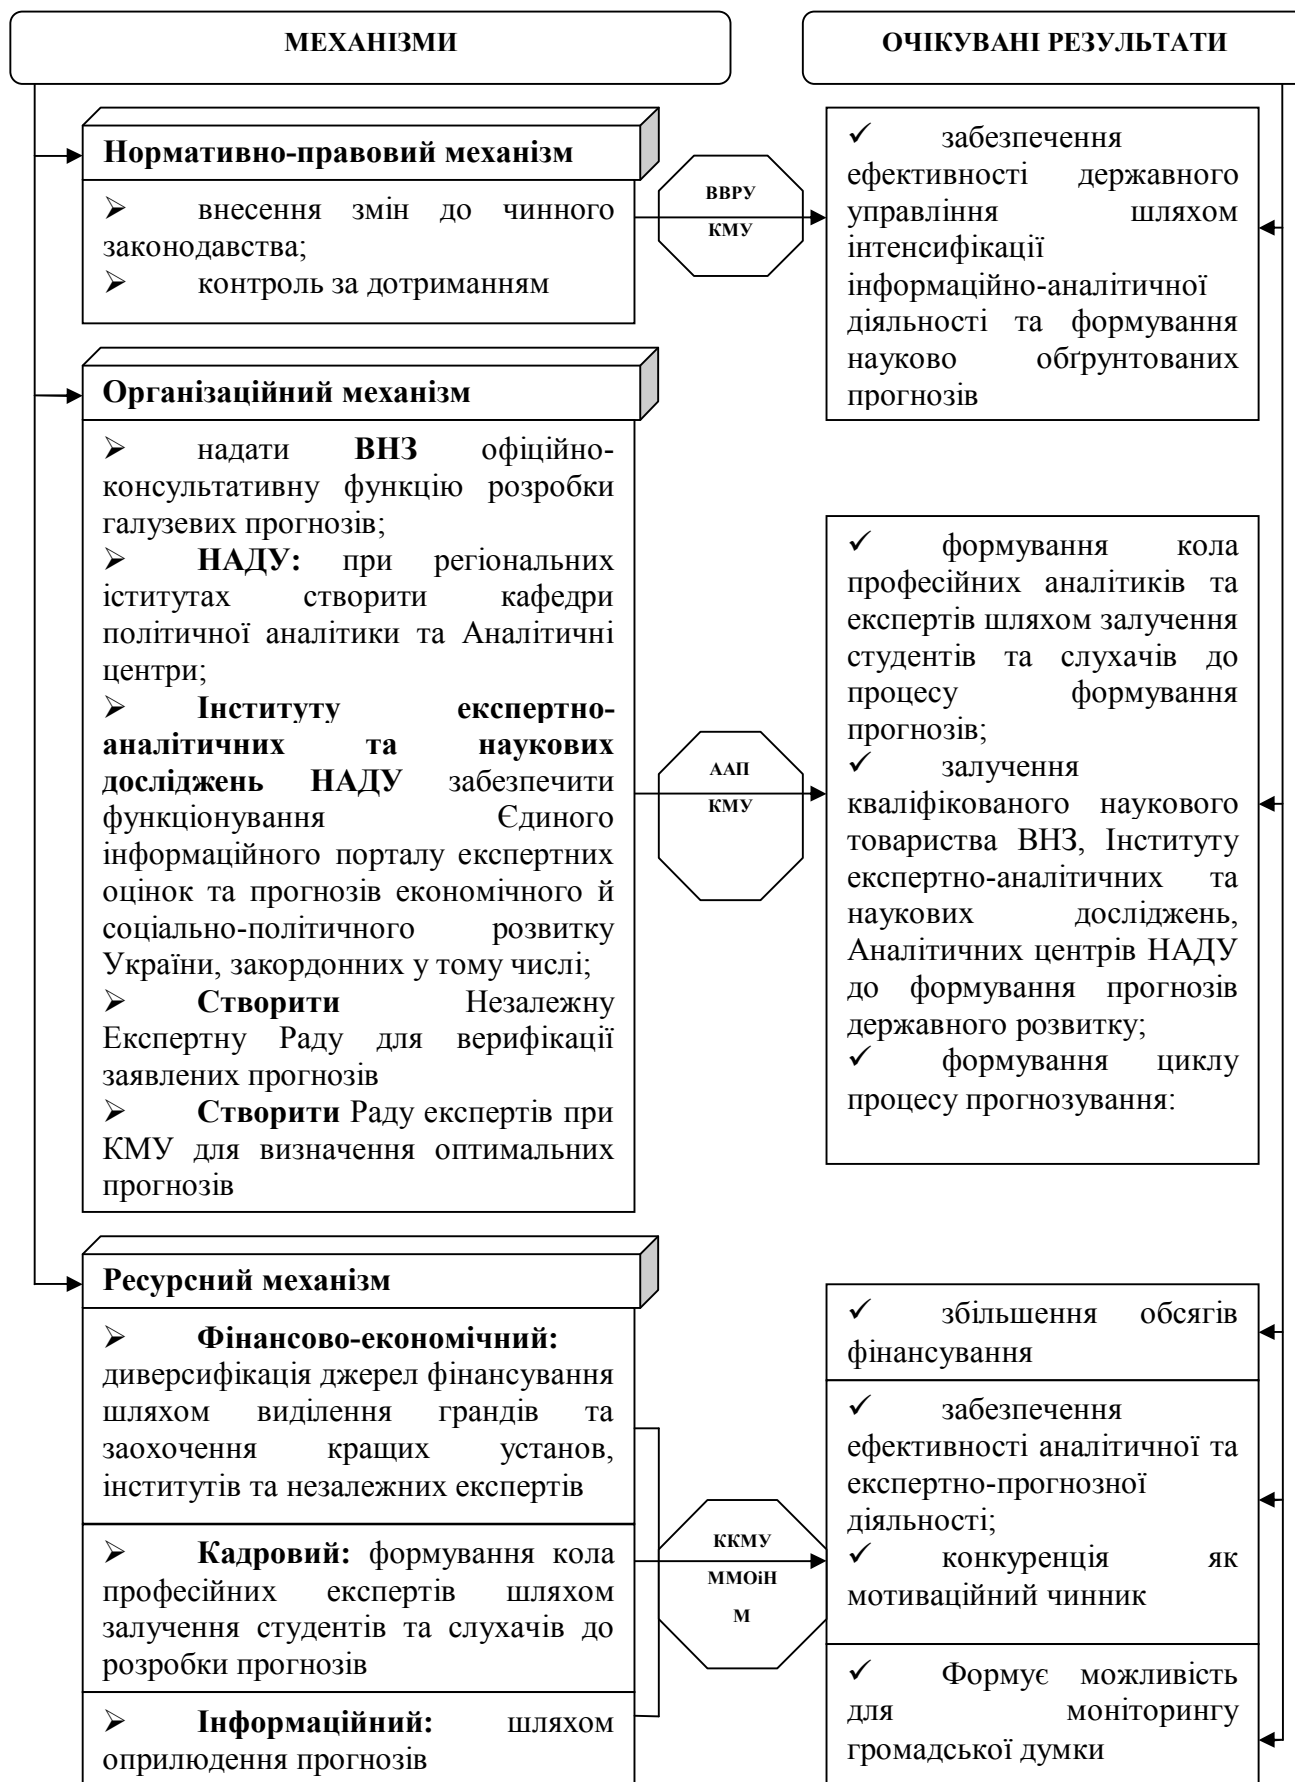 МЕХАНІЗМИ
ОЧІКУВАНІ РЕЗУЛЬТАТИ
Нормативно-правовий механізм
➢ внесення змін до чинного
законодавства;
➢ контроль за дотриманням
ВВРУ
КМУ
✓ забезпечення
ефективності державного
управління шляхом
інтенсифікації
інформаційно-аналітичної
діяльності та формування
науково обґрунтованих
прогнозів
Організаційний механізм
➢ надати ВНЗ офіційно-
консультативну функцію розробки
галузевих прогнозів;
➢ НАДУ: при регіональних
іститутах створити кафедри
політичної аналітики та Аналітичні
центри;
➢ Інституту експертно-
аналітичних та наукових
досліджень НАДУ забезпечити
функціонування Єдиного
інформаційного порталу експертних
оцінок та прогнозів економічного й
соціально-політичного розвитку
України, закордонних у тому числі;
➢ Створити Незалежну
Експертну Раду для верифікації
заявлених прогнозів
➢ Створити Раду експертів при
КМУ для визначення оптимальних
прогнозів
ААП
КМУ
✓ формування кола
професійних аналітиків та
експертів шляхом залучення
студентів та слухачів до
процесу формування
прогнозів;
✓ залучення
кваліфікованого наукового
товариства ВНЗ, Інституту
експертно-аналітичних та
наукових досліджень,
Аналітичних центрів НАДУ
до формування прогнозів
державного розвитку;
✓ формування циклу
процесу прогнозування:
Ресурсний механізм
➢ Фінансово-економічний:
диверсифікація джерел фінансування
шляхом виділення грандів та
заохочення кращих установ,
інститутів та незалежних експертів
➢ Кадровий: формування кола
професійних експертів шляхом
залучення студентів та слухачів до
розробки прогнозів
➢ Інформаційний: шляхом
оприлюдення прогнозів
ККМУ
ММОіН
М
✓ збільшення обсягів
фінансування
✓ забезпечення
ефективності аналітичної та
експертно-прогнозної
діяльності;
✓ конкуренція як
мотиваційний чинник
✓ Формує можливість
для моніторингу
громадської думки